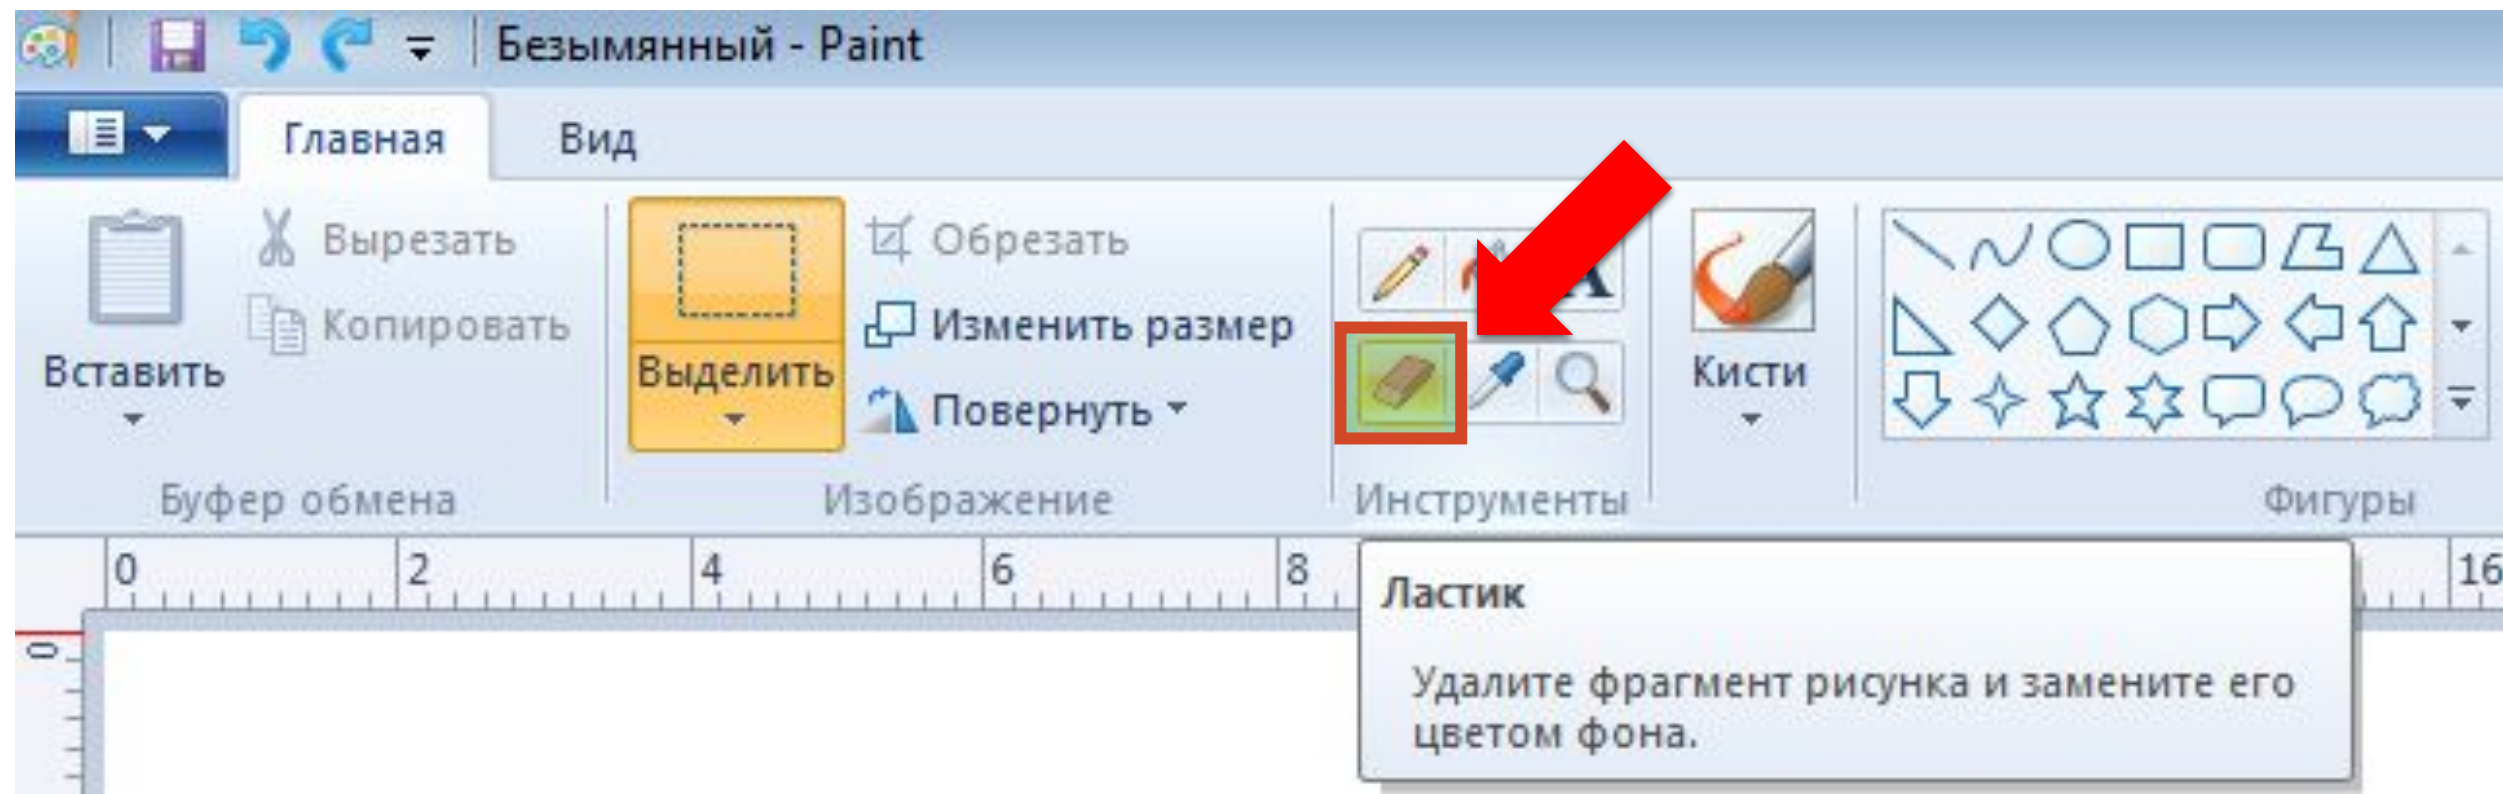 Безымянный - Paint
Главная Вид
Вставить
Вырезать
Копировать
Буфер обмена
Выделить
Обрезать
Изменить размер
Повернуть
Изображение
A
Инструменты
Кисти
Фигуры
0 2 4 6 8 16
0
Ластик
Удалите фрагмент рисунка и замените его
цветом фона.